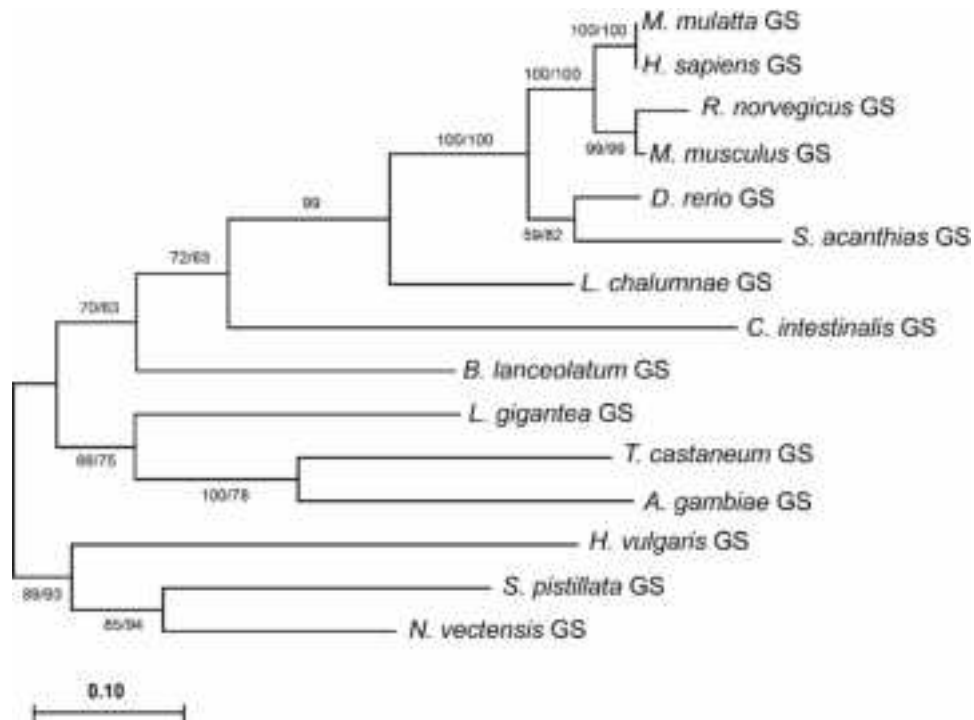 100/100
M. mulatta GS
H. sapiens GS
100/100
R. norvegicus GS
99/99
M. musculus GS
100/100
D. rerio GS
59/82
S. acanthias GS
99
L. chalumnae GS
72/63
C. intestinalis GS
70/63
B. lanceolatum GS
L. gigantea GS
T. castaneum GS
100/78
A. gambiae GS
H. vulgaris GS
S. pistillata GS
85/94
N. vectensis GS
0.10